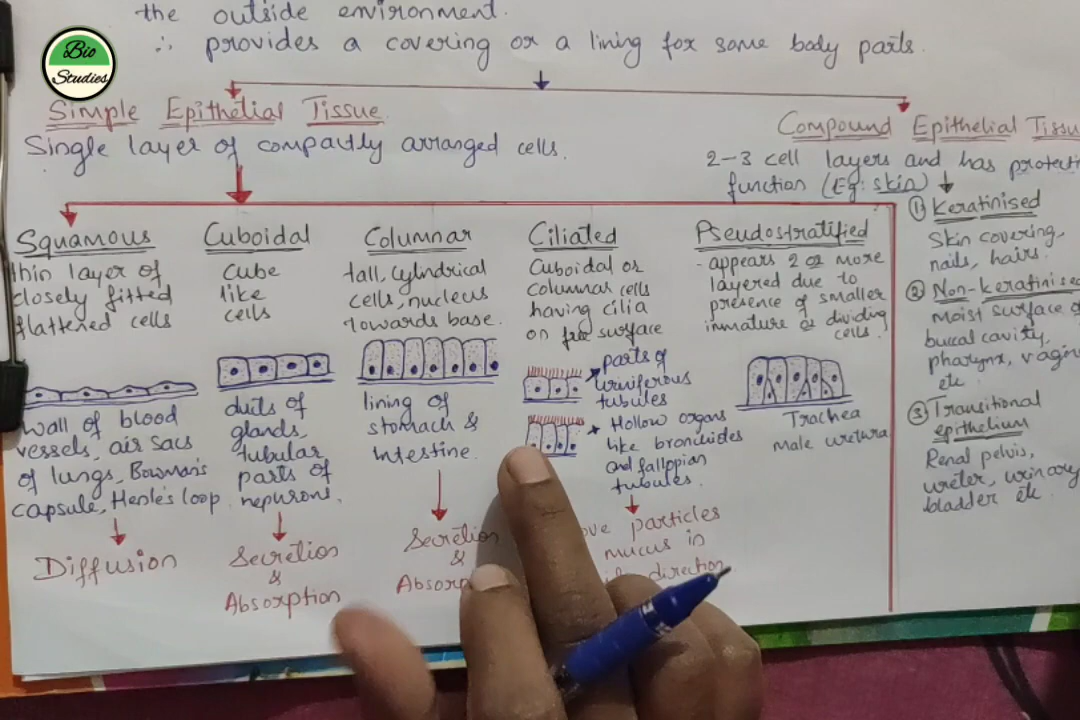 the outside environment.
∴ provides a covering or a lining for some body parts.
Bio
Studies
Simple Epithelial Tissue
Single layer of compactly arranged cells.
Compound Epithelial Tissu
2-3 cell layers and has protecti
function (Eg: skin)
Squamous
thin layer of
closely fitted
flattened cells
wall of blood
vessels, air sacs
of lungs, Bowman's
capsule, Henle's loop
Diffusion
Cuboidal
Cube
like
cells
ducts of
glands,
tubular
parts of
nephrons.
Secretion
&
Absorption
Columnar
tall, cylindrical
cells, nucleus
towards base.
lining of
stomach &
intestine.
Secretion
&
Absorp
Ciliated
Cuboidal or
columnar cells
having cilia
on free surface
parts of
uriniferous
tubules
* Hollow organs
like
and fallopian
tubules.
ove particles
mucus in
direction
Pseudostratified
- appears 2 or more
layered due to
presence of smaller
immature or dividing
cells.
Trachea
male urethra
① Keratinised
Skin covering,
nails, hairs.
② Non-keratinised
moist surface of
buccal cavity,
pharynx, vagin
etc
③ Transitional
epithelium
Renal pelvis,
ureter, urinary
bladder etc.